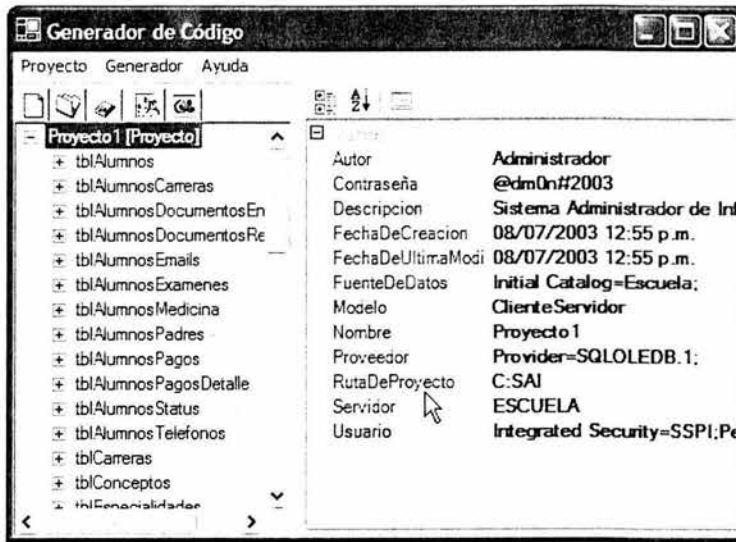 Generador de Código
Proyecto Generador Ayuda
Proyecto1 [Proyecto]
tblAlumnos
tblAlumnosCarreras
tblAlumnosDocumentosEn
tblAlumnosDocumentosRe
tblAlumnosEmails
tblAlumnosExamenes
tblAlumnosMedicina
tblAlumnosPadres
tblAlumnosPagos
tblAlumnosPagosDetalle
tblAlumnosStatus
tblAlumnosTelefonos
tblCarreras
tblConceptos
tblEspecialidades
Autor Administrador
Contraseña @dm0n#2003
Descripcion Sistema Administrador de Inf
FechaDeCreacion 08/07/2003 12:55 p.m.
FechaDeUltimaModi 08/07/2003 12:55 p.m.
FuenteDeDatos Initial Catalog=Escuela;
Modelo ClienteServidor
Nombre Proyecto1
Proveedor Provider=SQLOLEDB.1;
RutaDeProyecto C:SAI
Servidor ESCUELA
Usuario Integrated Security=SSPI;Pe